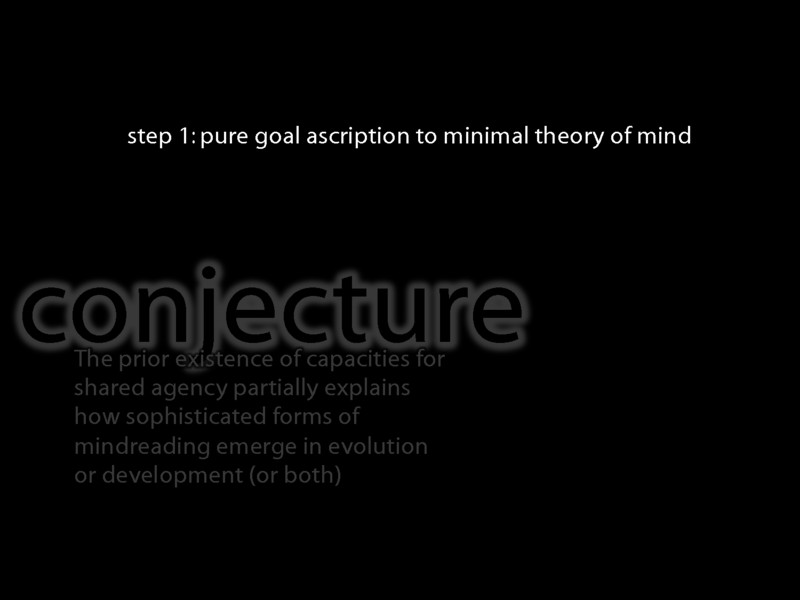 step 1: pure goal ascription to minimal theory of mind
conjecture
The prior existence of capacities for
shared agency partially explains
how sophisticated forms of
mindreading emerge in evolution
or development (or both)